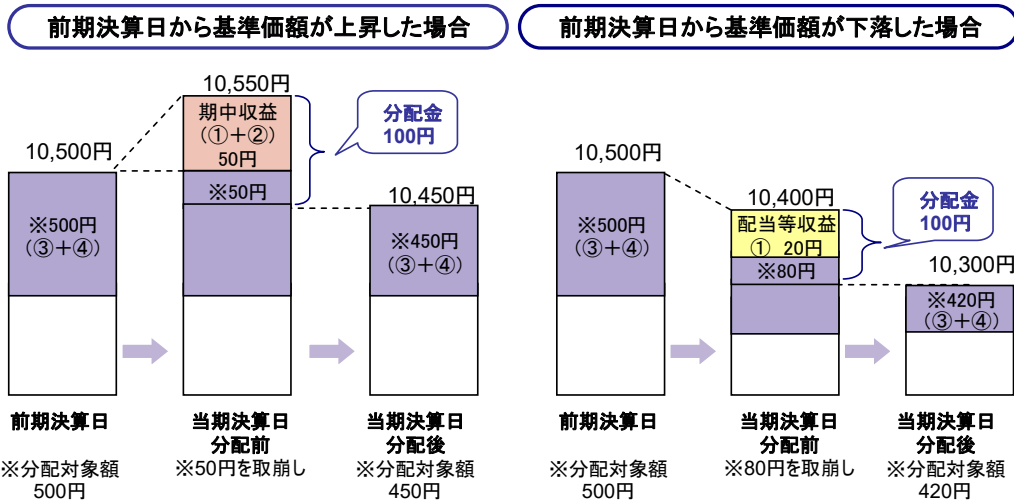 前期決算日から基準価額が上昇した場合
10,550円
期中収益
（①＋②）
50円
分配金
100円
10,500円
※50円
10,450円
※500円
（③＋④）
※450円
（③＋④）
前期決算日
当期決算日
分配前
当期決算日
分配後
※分配対象額
500円
※50円を取崩し
※分配対象額
450円
前期決算日から基準価額が下落した場合
10,500円
10,400円
分配金
100円
配当等収益
① 20円
※500円
（③＋④）
※80円
10,300円
※420円
（③＋④）
前期決算日
当期決算日
分配前
当期決算日
分配後
※分配対象額
500円
※80円を取崩し
※分配対象額
420円